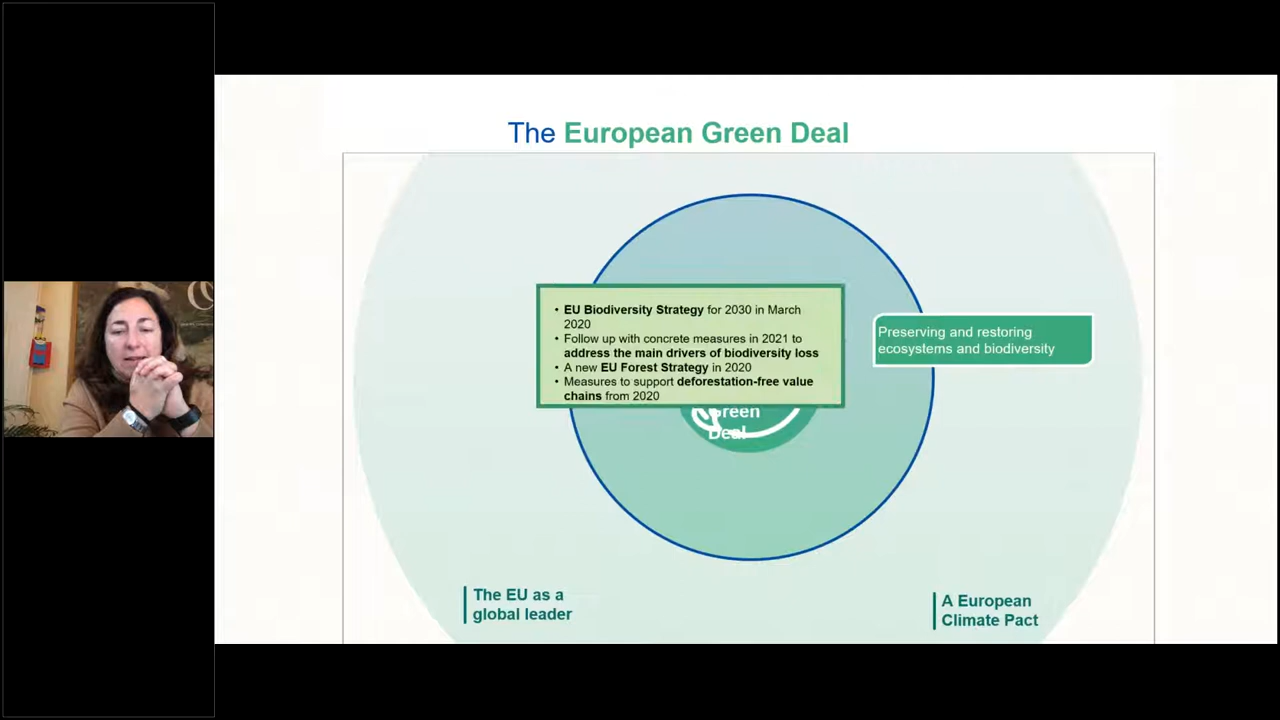 The European Green Deal
• EU Biodiversity Strategy for 2030 in March
2020
• Follow up with concrete measures in 2021 to
address the main drivers of biodiversity loss
• A new EU Forest Strategy in 2020
• Measures to support deforestation-free value
chains from 2020
Preserving and restoring
ecosystems and biodiversity
Green
Deal
The EU as a
global leader
A European
Climate Pact